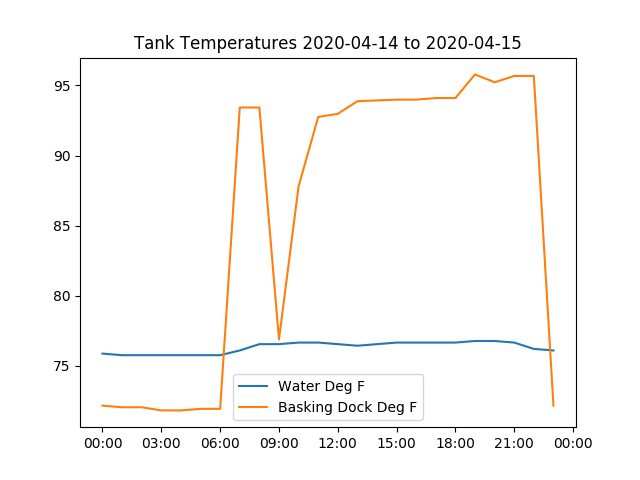 Tank Temperatures 2020-04-14 to 2020-04-15
95
90
85
80
75
Water Deg F
Basking Dock Deg F
00:00 03:00 06:00 09:00 12:00 15:00 18:00 21:00 00:00